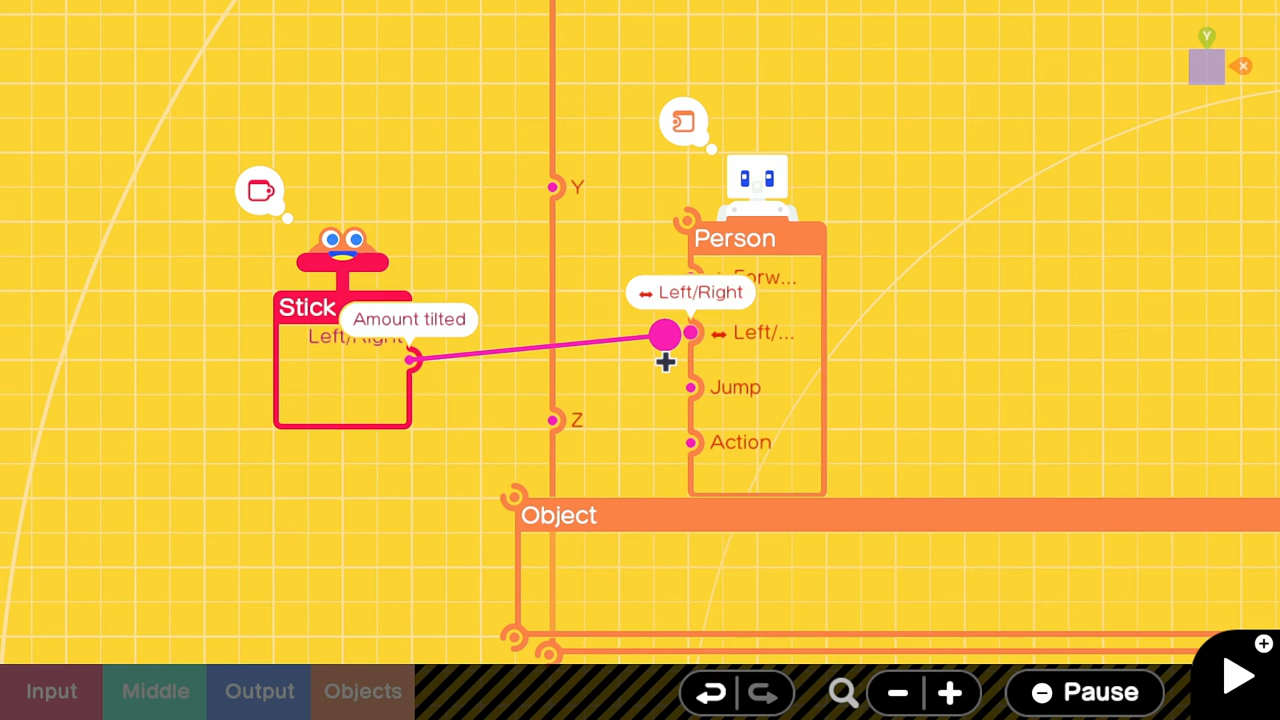 Y
X
Y
Person
Forw...
Left/Right
Stick
Amount tilted
Left/Right
Left/...
Jump
Z
Action
Object
Input
Middle
Output
Objects
Pause